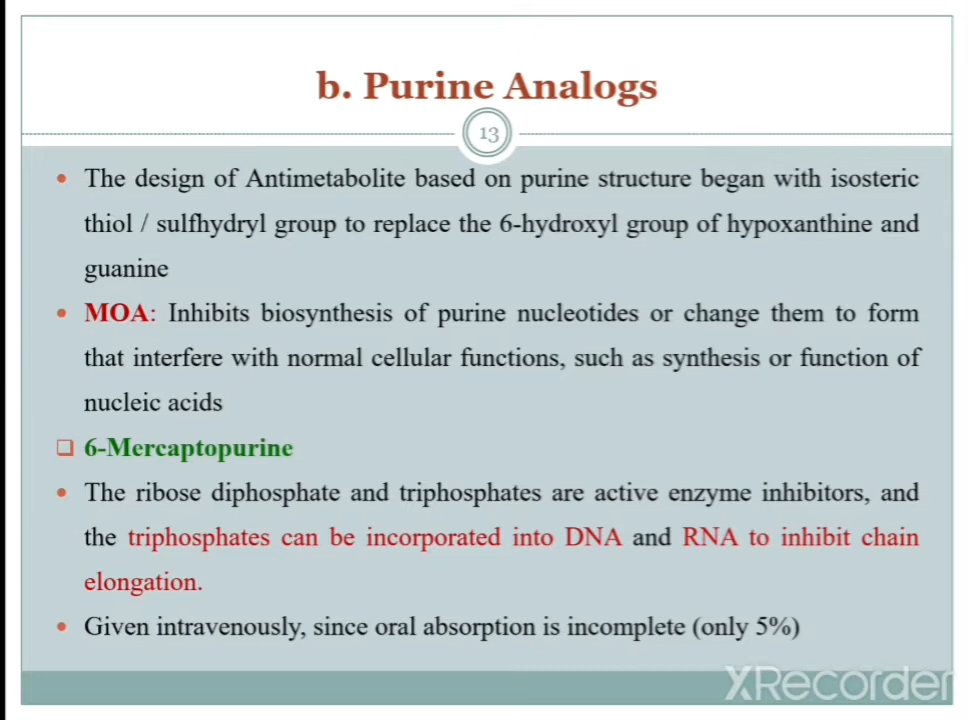 b. Purine Analogs
13
• The design of Antimetabolite based on purine structure began with isosteric
thiol / sulfhydryl group to replace the 6-hydroxyl group of hypoxanthine and
guanine
• MOA: Inhibits biosynthesis of purine nucleotides or change them to form
that interfere with normal cellular functions, such as synthesis or function of
nucleic acids
❑ 6-Mercaptopurine
• The ribose diphosphate and triphosphates are active enzyme inhibitors, and
the triphosphates can be incorporated into DNA and RNA to inhibit chain
elongation.
• Given intravenously, since oral absorption is incomplete (only 5%)
XRecorder